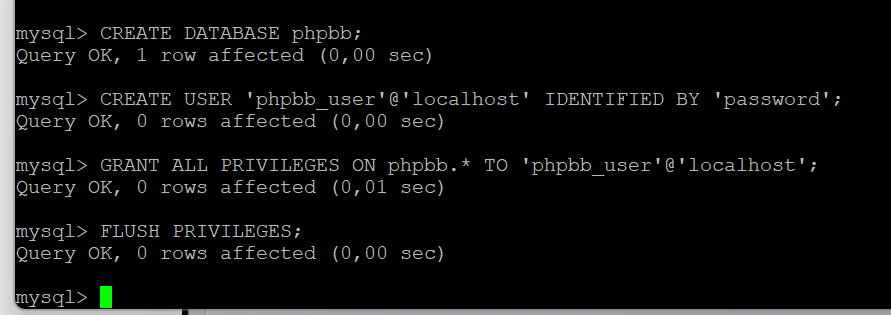 mysql> CREATE DATABASE phpbb;
Query OK, 1 row affected (0,00 sec)
mysql> CREATE USER 'phpbb_user'@'localhost' IDENTIFIED BY 'password';
Query OK, 0 rows affected (0,00 sec)
mysql> GRANT ALL PRIVILEGES ON phpbb.* TO 'phpbb_user'@'localhost';
Query OK, 0 rows affected (0,01 sec)
mysql> FLUSH PRIVILEGES;
Query OK, 0 rows affected (0,00 sec)
mysql>